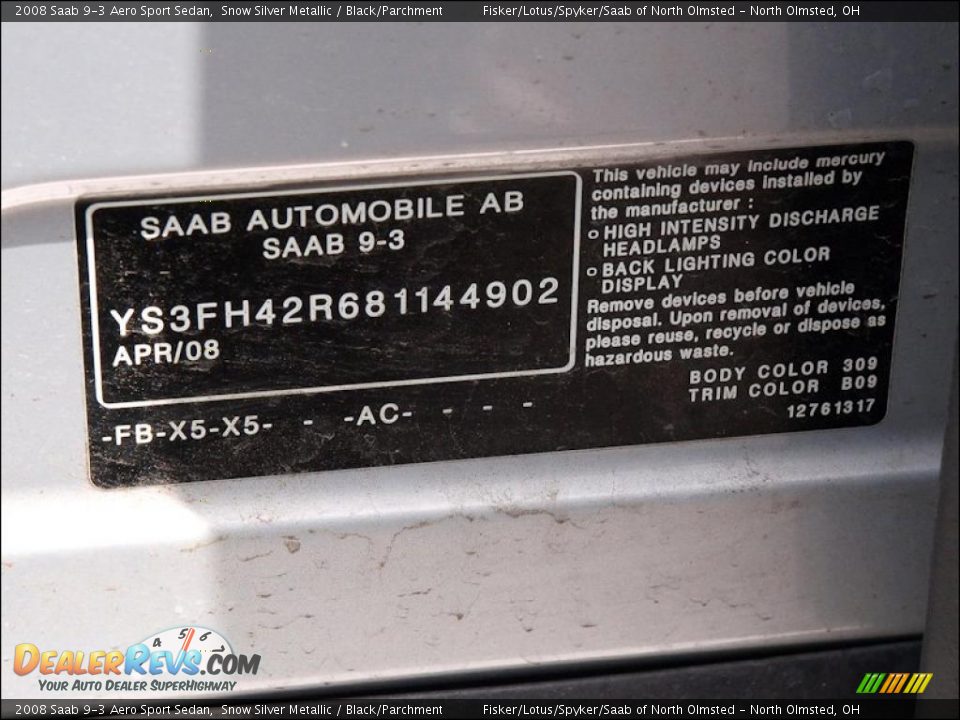 2008 Saab 9-3 Aero Sport Sedan, Snow Silver Metallic / Black/Parchment Fisker/Lotus/Spyker/Saab of North Olmsted - North Olmsted, OH
SAAB AUTOMOBILE AB
SAAB 9-3
YS3FH42R681144902
APR/08
-FB-X5-X5- - -AC- - - -
This vehicle may include mercury
containing devices installed by
the manufacturer :
o HIGH INTENSITY DISCHARGE
HEADLAMPS
o BACK LIGHTING COLOR
DISPLAY
Remove devices before vehicle
disposal. Upon removal of devices,
please reuse, recycle or dispose as
hazardous waste.
BODY COLOR 309
TRIM COLOR B09
12761317
4 5 6
DEALERREVS.COM
YOUR AUTO DEALER SUPERHIGHWAY
2008 Saab 9-3 Aero Sport Sedan, Snow Silver Metallic / Black/Parchment Fisker/Lotus/Spyker/Saab of North Olmsted - North Olmsted, OH